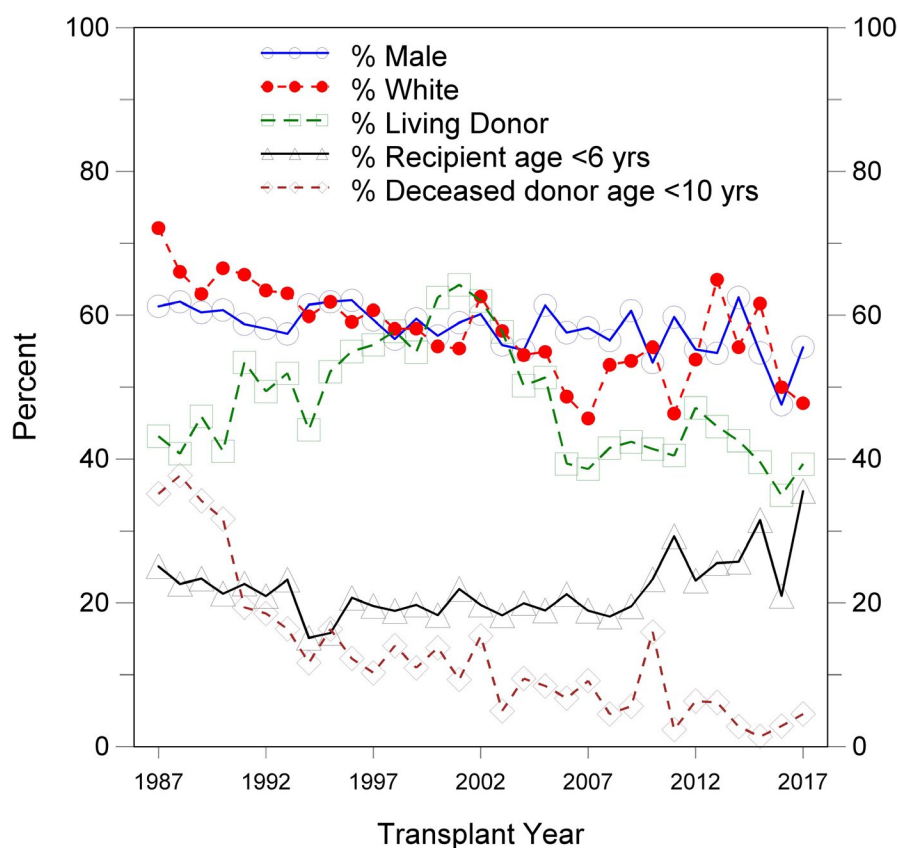 100
100
% Male
% White
% Living Donor
% Recipient age <6 yrs
% Deceased donor age <10 yrs
80
80
60
60
Percent
40
40
20
20
0
0
1987 1992 1997 2002 2007 2012 2017
Transplant Year